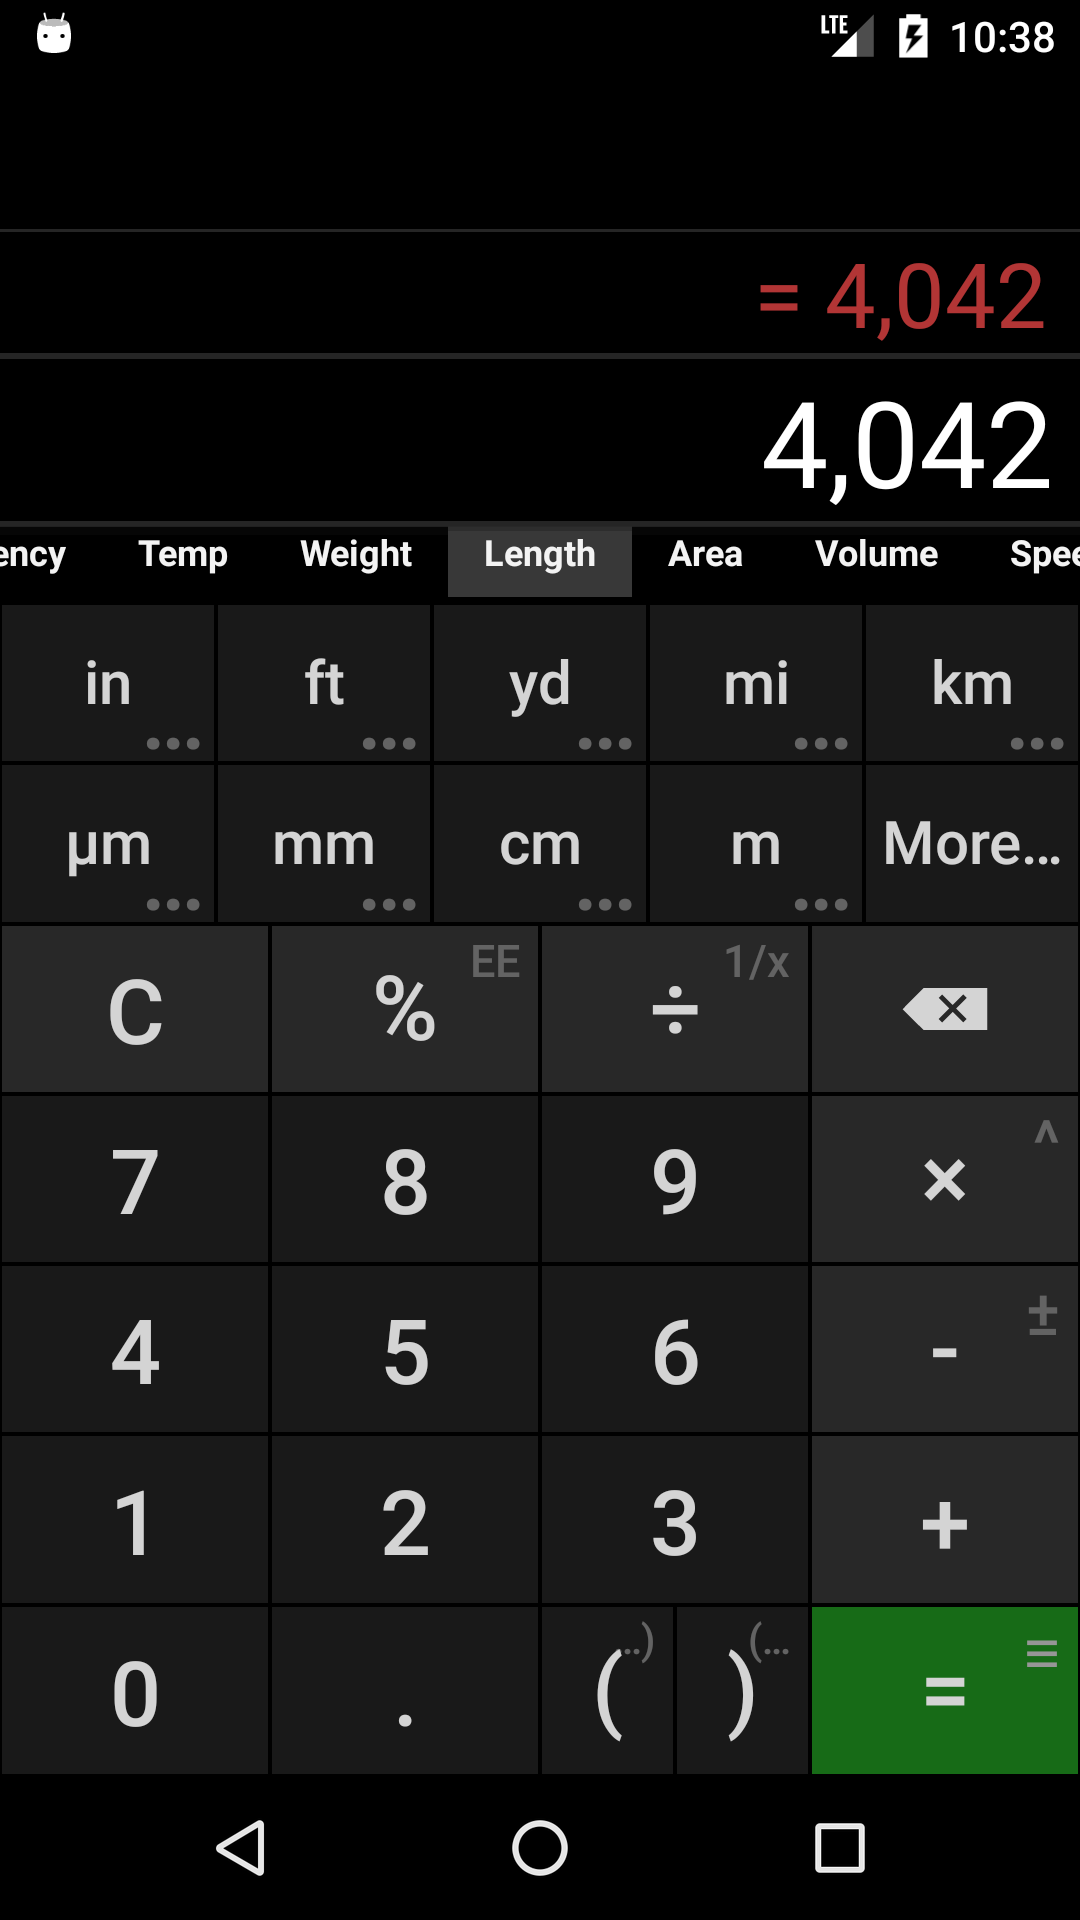 LTE 10:38
= 4,042
4,042
ency Temp Weight Length Area Volume Spee
in ft yd mi km
µm mm cm m More...
C % EE ÷ 1/x
7 8 9 × ^
4 5 6 - ±
1 2 3 +
0 . ( ..) ) (... =